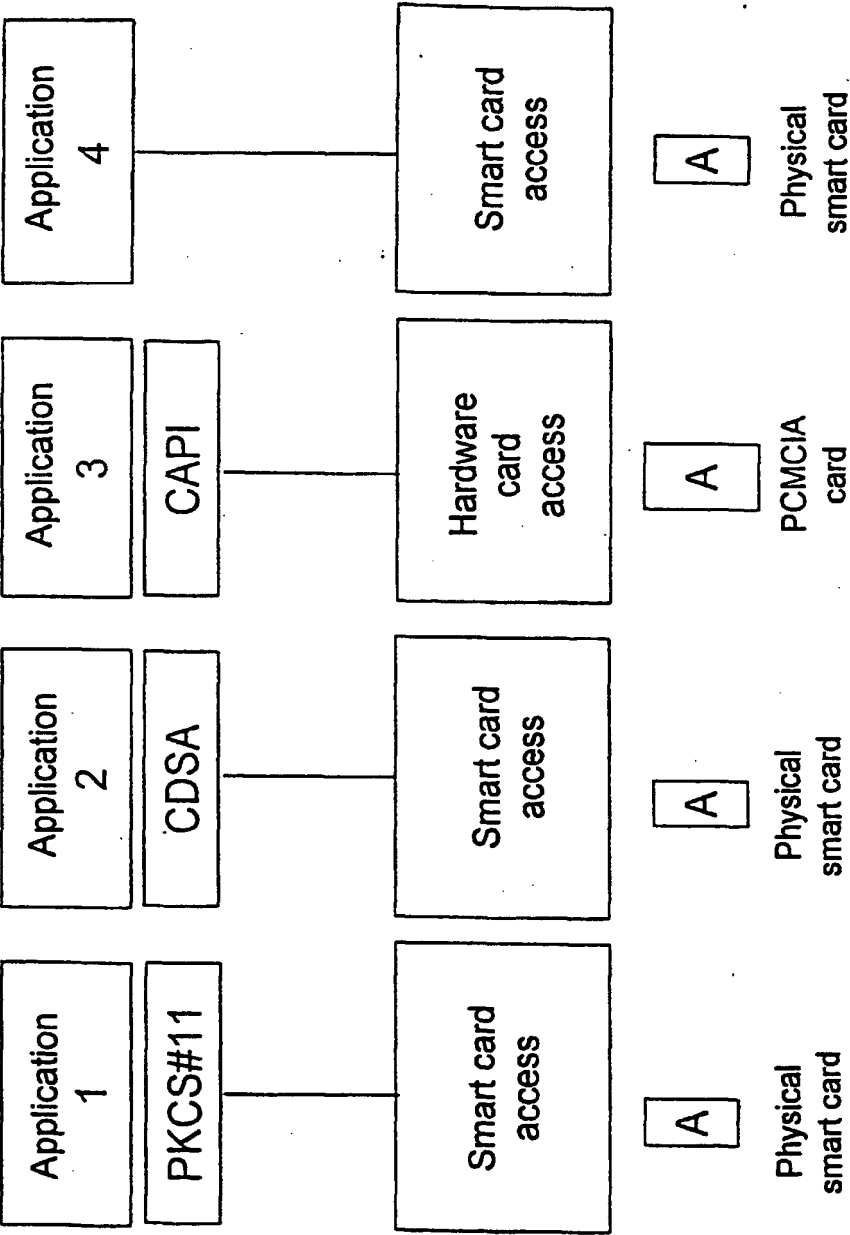 Application
1
PKCS#11
Smart card
access
A
Physical
smart card
Application
2
CDSA
Smart card
access
A
Physical
smart card
Application
3
CAPI
Hardware
card
access
A
PCMCIA
card
Application
4
Smart card
access
A
Physical
smart card